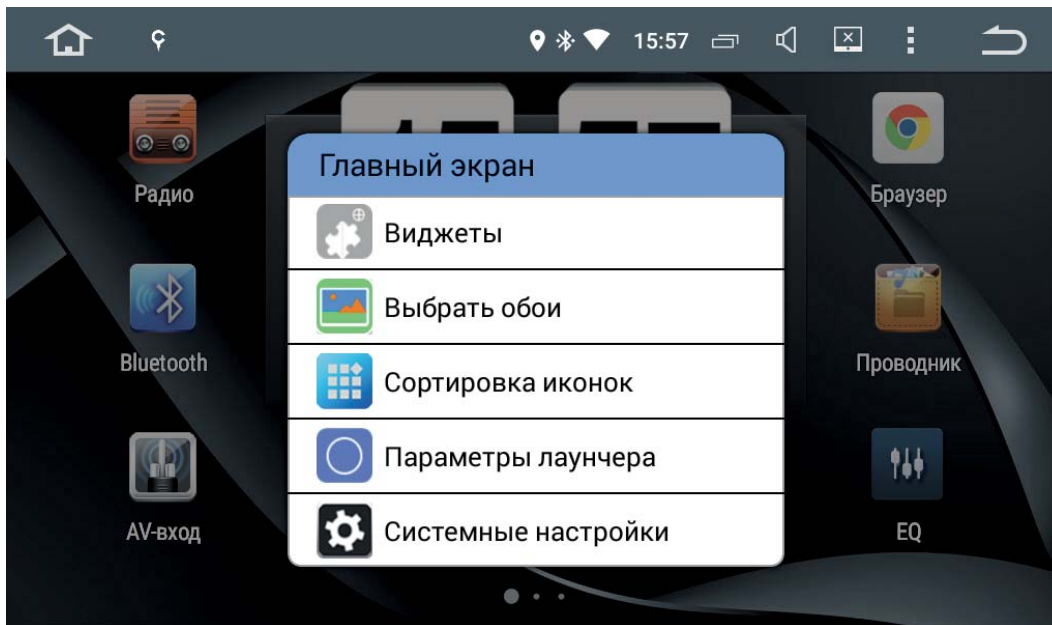 15:57
Главный экран
Радио
Браузер
Виджеты
Выбрать обои
Bluetooth
Проводник
Сортировка иконок
Параметры лаунчера
AV-вход
EQ
Системные настройки